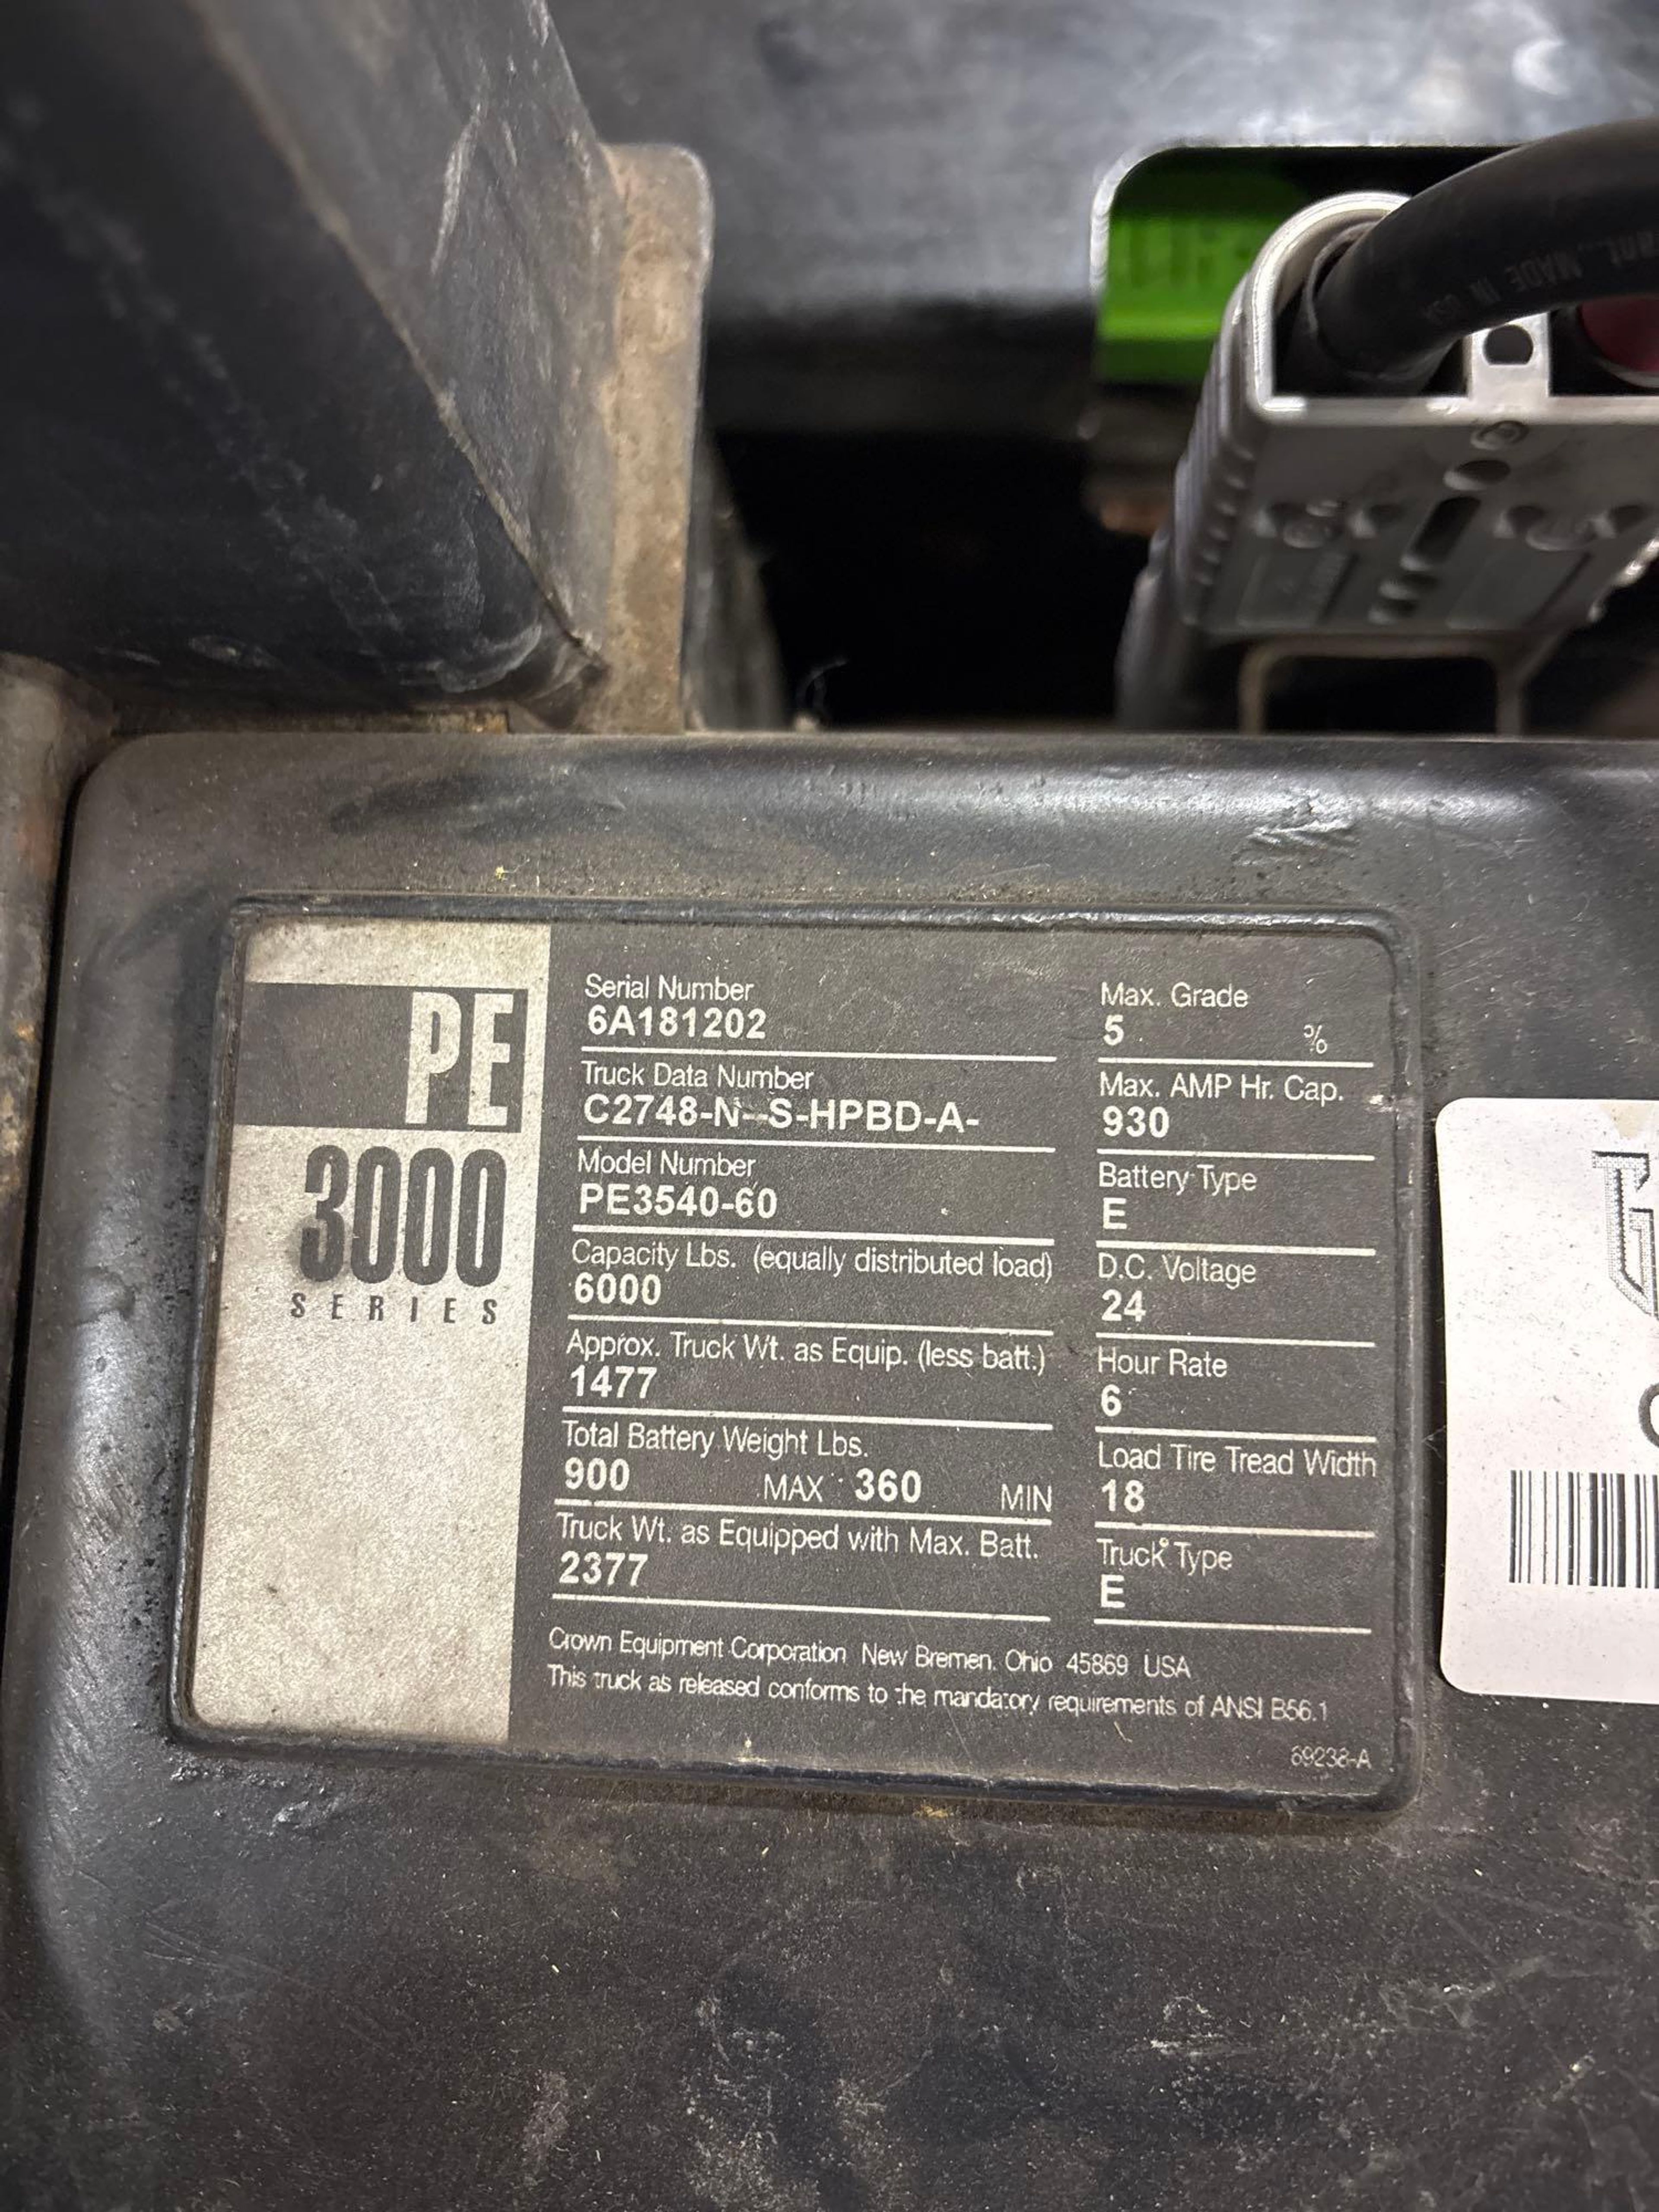 MADE IN USA
PE
3000
SERIES
Serial Number
6A181202
Truck Data Number
C2748-N--S-HPBD-A-
Model Number
PE3540-60
Capacity Lbs. (equally distributed load)
6000
Approx. Truck Wt. as Equip. (less batt.)
1477
Total Battery Weight Lbs.
900 MAX 360 MIN
Truck Wt. as Equipped with Max. Batt.
2377
Max. Grade
5 %
Max. AMP Hr. Cap.
930
Battery Type
E
D.C. Voltage
24
Hour Rate
6
Load Tire Tread Width
18
Truck Type
E
Crown Equipment Corporation New Bremen, Ohio 45869 USA
This truck as released conforms to the mandatory requirements of ANSI B56.1
89238-A